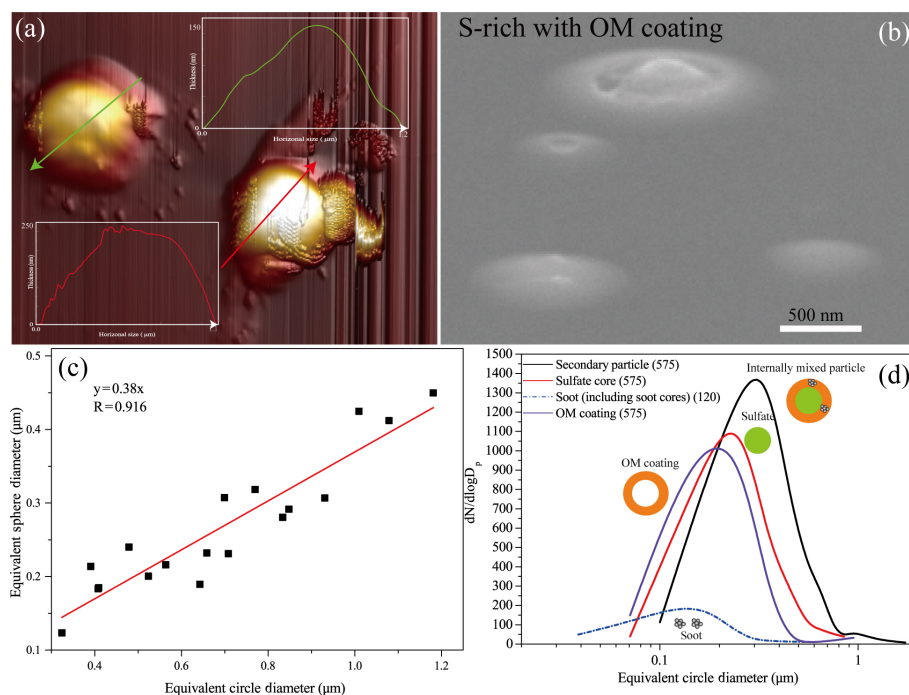 (a)
150
Thickness (nm)
0
0.0
Horizonal size ( μm)
1.2
250
Thickness (nm)
0
0.0
Horizonal size ( μm)
S-rich with OM coating
(b)
500 nm
(c)
y=0.38x
R=0.916
0.5
0.4
0.3
0.2
0.1
Equivalent sphere diameter (μm)
0.4
0.6
0.8
1.0
1.2
Equivalent circle diameter (μm)
(d)
Secondary particle (575)
Sulfate core (575)
Soot (including soot cores) (120)
OM coating (575)
Internally mixed particle
Sulfate
OM coating
Soot
1500
1400
1300
1200
1100
1000
900
800
700
600
500
400
300
200
100
0
dN/dlogDp
0.1
1
Equivalent circle diameter (μm)